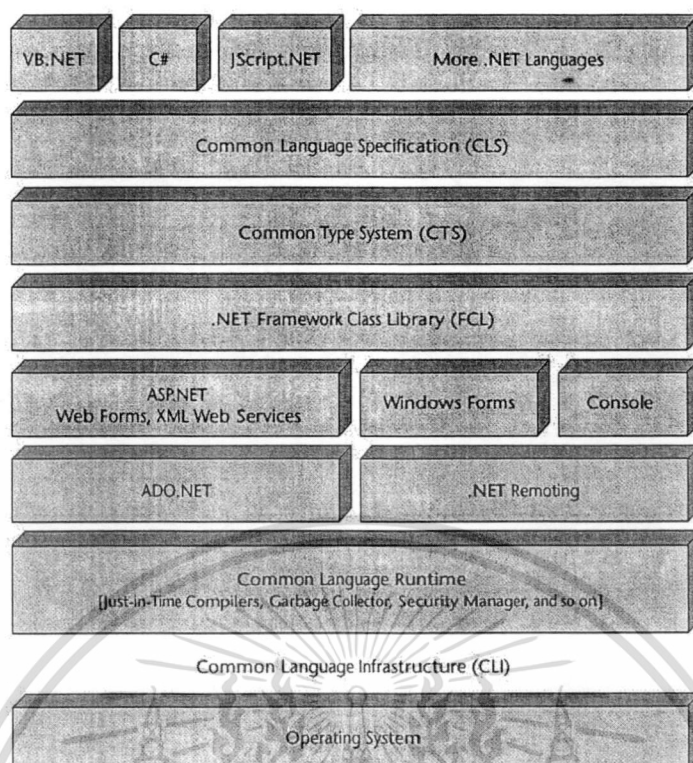 VB.NET
C#
JScript.NET
More .NET Languages
Common Language Specification (CLS)
Common Type System (CTS)
.NET Framework Class Library (FCL)
ASP.NET
Web Forms, XML Web Services
Windows Forms
Console
ADO.NET
.NET Remoting
Common Language Runtime
[Just-in-Time Compilers, Garbage Collector, Security Manager, and so on]
Common Language Infrastructure (CLI)
Operating System